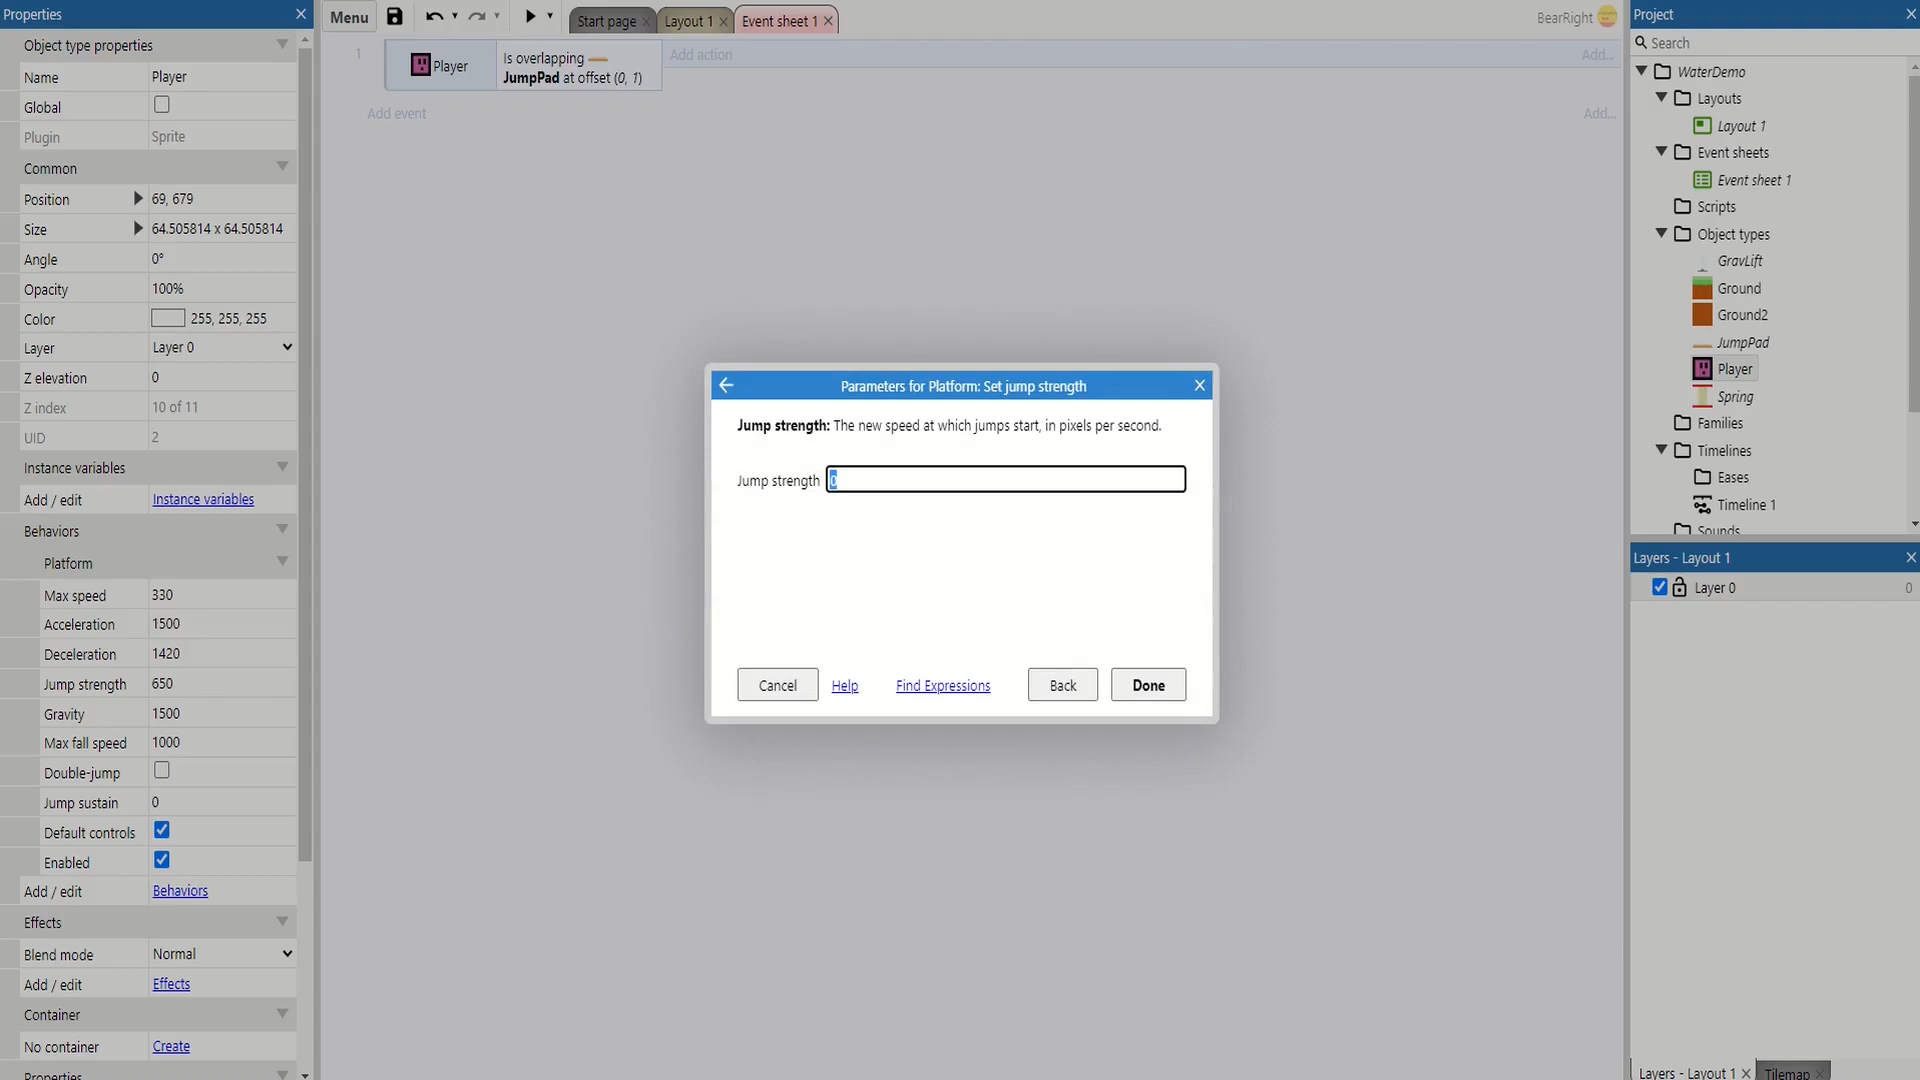 Properties
Object type properties
Name Player
Global
Plugin Sprite
Common
Position 69, 679
Size 64.505814 x 64.505814
Angle 0°
Opacity 100%
Color 255, 255, 255
Layer Layer 0
Z elevation 0
Z index 10 of 11
UID 2
Instance variables
Add / edit Instance variables
Behaviors
Platform
Max speed 330
Acceleration 1500
Deceleration 1420
Jump strength 650
Gravity 1500
Max fall speed 1000
Double-jump
Jump sustain 0
Default controls
Enabled
Add / edit Behaviors
Effects
Blend mode Normal
Add / edit Effects
Container
No container Create
Properties
Menu
Start page
Layout 1
Event sheet 1
BearRight
1
Player
Is overlapping
JumpPad at offset (0, 1)
Add action
Add...
Add event
Add...
Parameters for Platform: Set jump strength
Jump strength: The new speed at which jumps start, in pixels per second.
Jump strength 0
Cancel
Help
Find Expressions
Back
Done
Project
Search
WaterDemo
Layouts
Layout 1
Event sheets
Event sheet 1
Scripts
Object types
GravLift
Ground
Ground2
JumpPad
Player
Spring
Families
Timelines
Eases
Timeline 1
Sounds
Layers - Layout 1
Layer 0 0
Layers - Layout 1
Tilemap